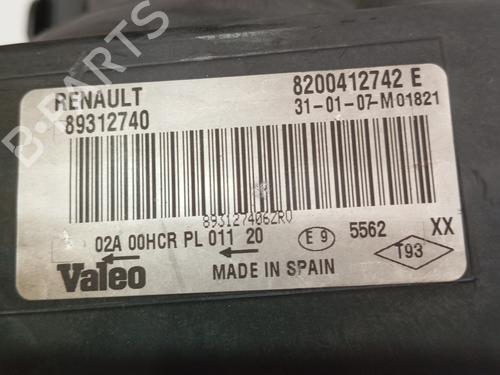 RENAULT 8200412742 E
89312740 31-01-07-M01821
893127406ZR0
02A 00HCR PL 011 20 E 9 5562 XX
Valeo MADE IN SPAIN T93
B-PARTS